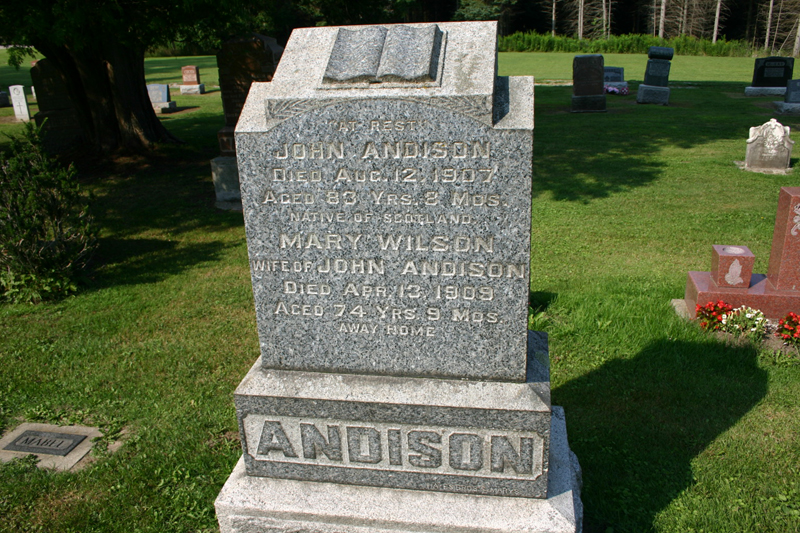 "AT REST"
JOHN ANDISON
DIED AUG. 12, 1907
AGED 83 YRS. 8 MOS.
NATIVE OF SCOTLAND.
MARY WILSON
WIFE OF JOHN ANDISON
DIED APR. 13, 1909
AGED 74 YRS. 9 MOS.
AWAY HOME
ANDISON
MABEL